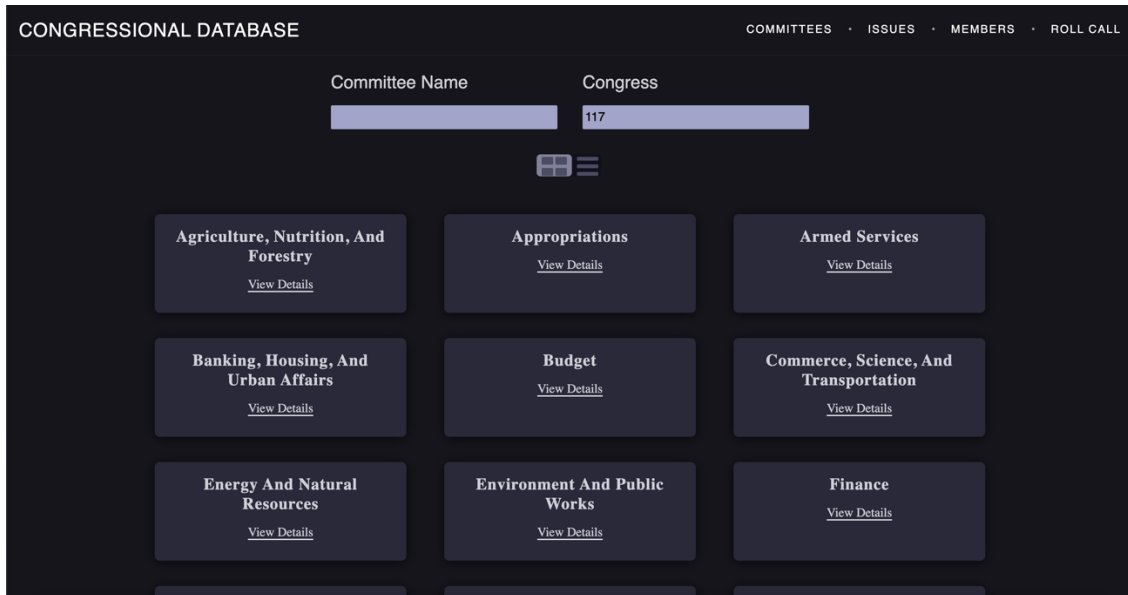 CONGRESSIONAL DATABASE
COMMITTEES · ISSUES · MEMBERS · ROLL CALL
Committee Name Congress
117
Agriculture, Nutrition, And
Forestry
View Details
Appropriations
View Details
Armed Services
View Details
Banking, Housing, And
Urban Affairs
View Details
Budget
View Details
Commerce, Science, And
Transportation
View Details
Energy And Natural
Resources
View Details
Environment And Public
Works
View Details
Finance
View Details